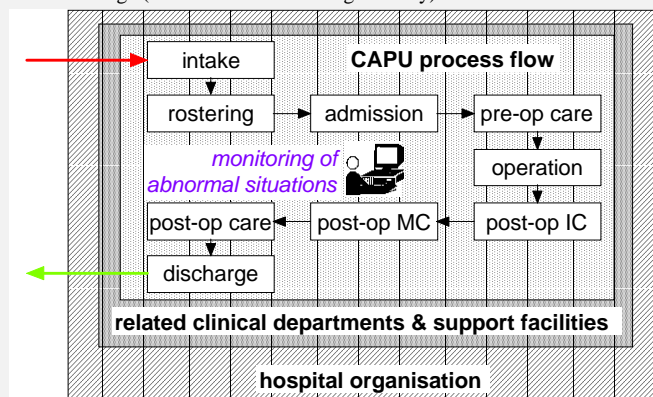 intake
CAPU process flow
rostering
admission
pre-op care
monitoring of
abnormal situations
operation
post-op care
post-op MC
post-op IC
discharge
related clinical departments & support facilities
hospital organisation